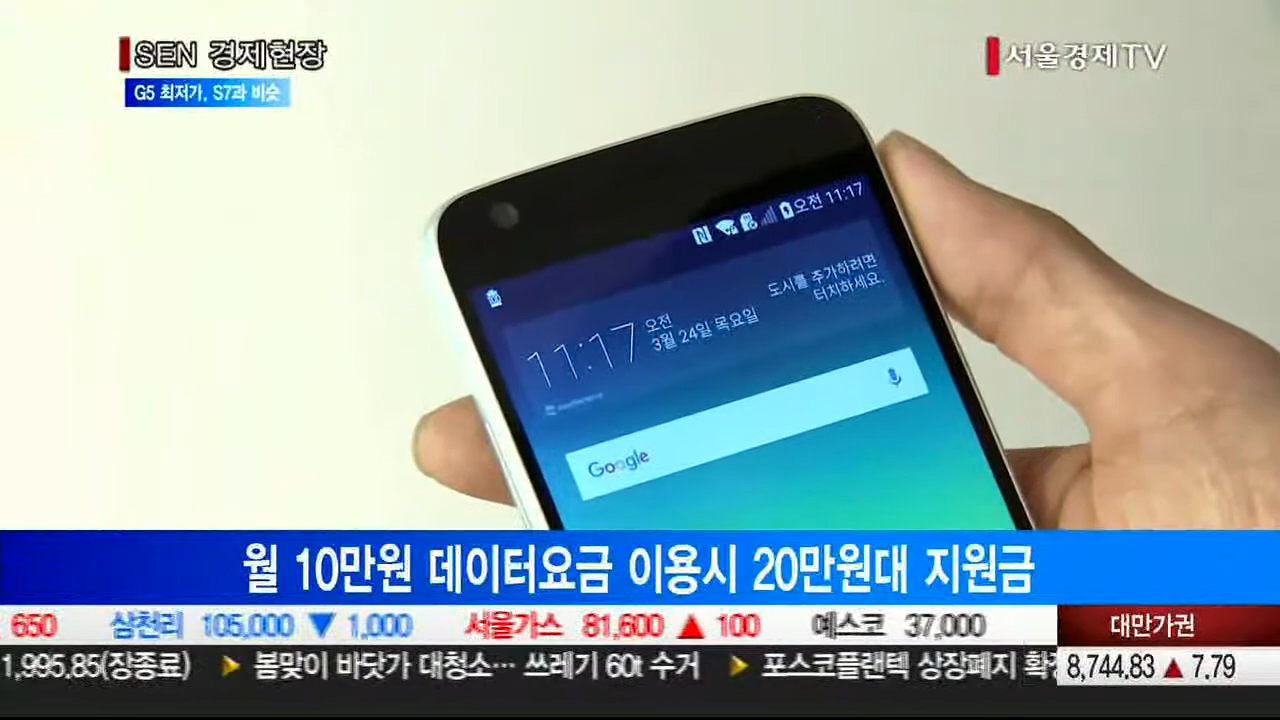 SEN 경제현장
서울경제TV
G5 최저가, S7과 비슷
오전 11:17
도시를 추가하려면
터치하세요.
11:17 오전
3월 24일 목요일
Google
월 10만원 데이터요금 이용시 20만원대 지원금
650 삼천리 105,000 ▼ 1,000 서울가스 81,600 ▲ 100 예스코 37,000 대만가권
1,995.85(장종료) ▶ 봄맞이 바닷가 대청소… 쓰레기 60t 수거 ▶ 포스코플랜텍 상장폐지 8,744.83 ▲ 7.79